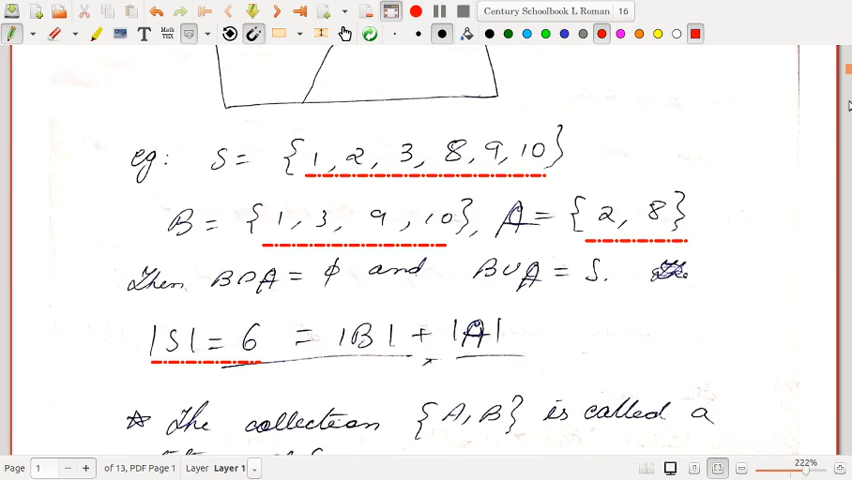 Century Schoolbook L Roman 16
eg: S = {1, 2, 3, 8, 9, 10}
B = {1, 3, 9, 10}, A = {2, 8}
Then B∩A = ϕ and B∪A = S.
|S| = 6 = |B| + |A|
* The collection {A, B} is called a
Page 1 of 13, PDF Page 1 Layer Layer 1 222%